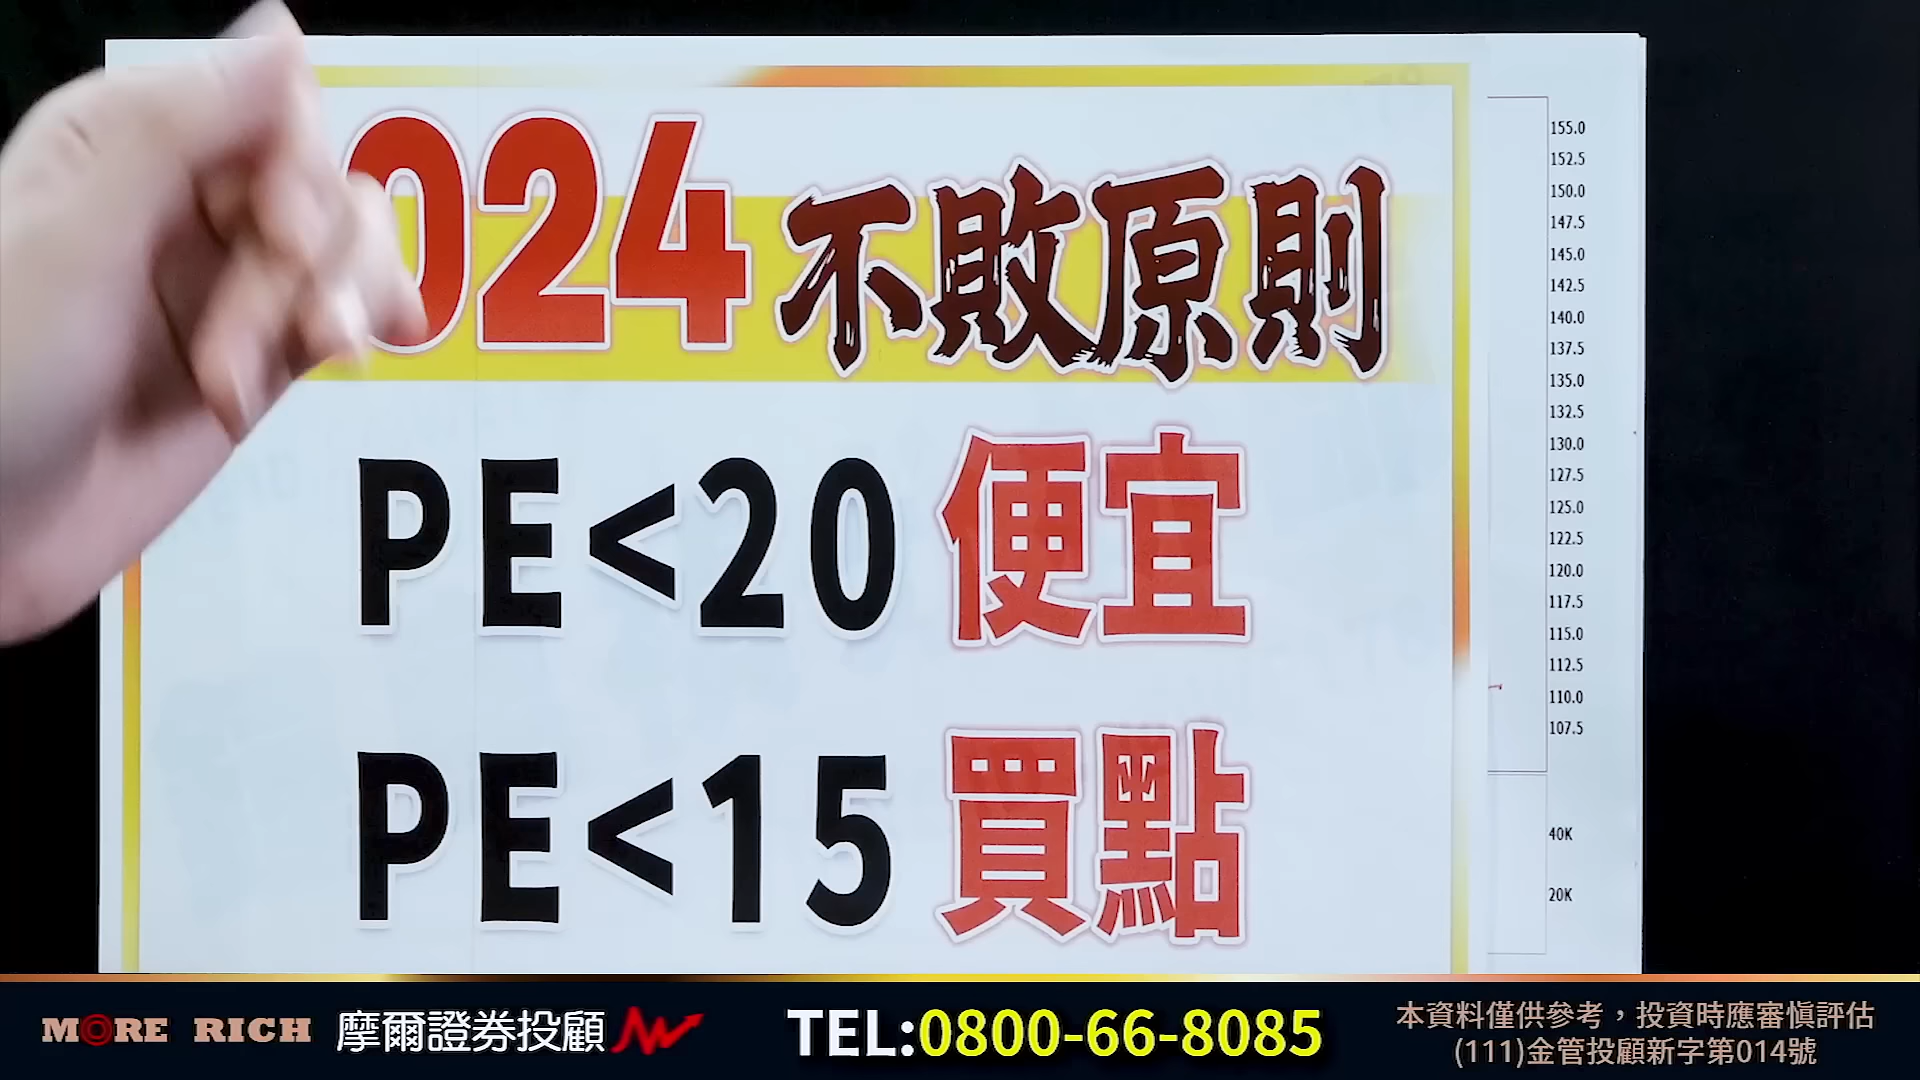 024 不敗原則
PE<20 便宜
PE<15 買點
155.0
152.5
150.0
147.5
145.0
142.5
140.0
137.5
135.0
132.5
130.0
127.5
125.0
122.5
120.0
117.5
115.0
112.5
110.0
107.5
40K
20K
MORE RICH 摩爾證券投顧
TEL:0800-66-8085
本資料僅供參考，投資時應審慎評估
(111)金管投顧新字第014號